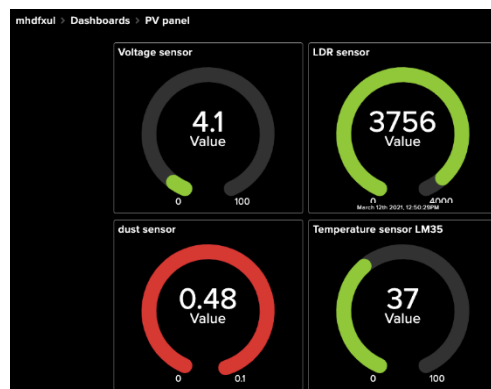 mhdfxul > Dashboards > PV panel
Voltage sensor
4.1
Value
0 100
LDR sensor
3756
Value
0 4000
March 12th 2021, 12:50:29PM
dust sensor
0.48
Value
0 0.1
Temperature sensor LM35
37
Value
0 100